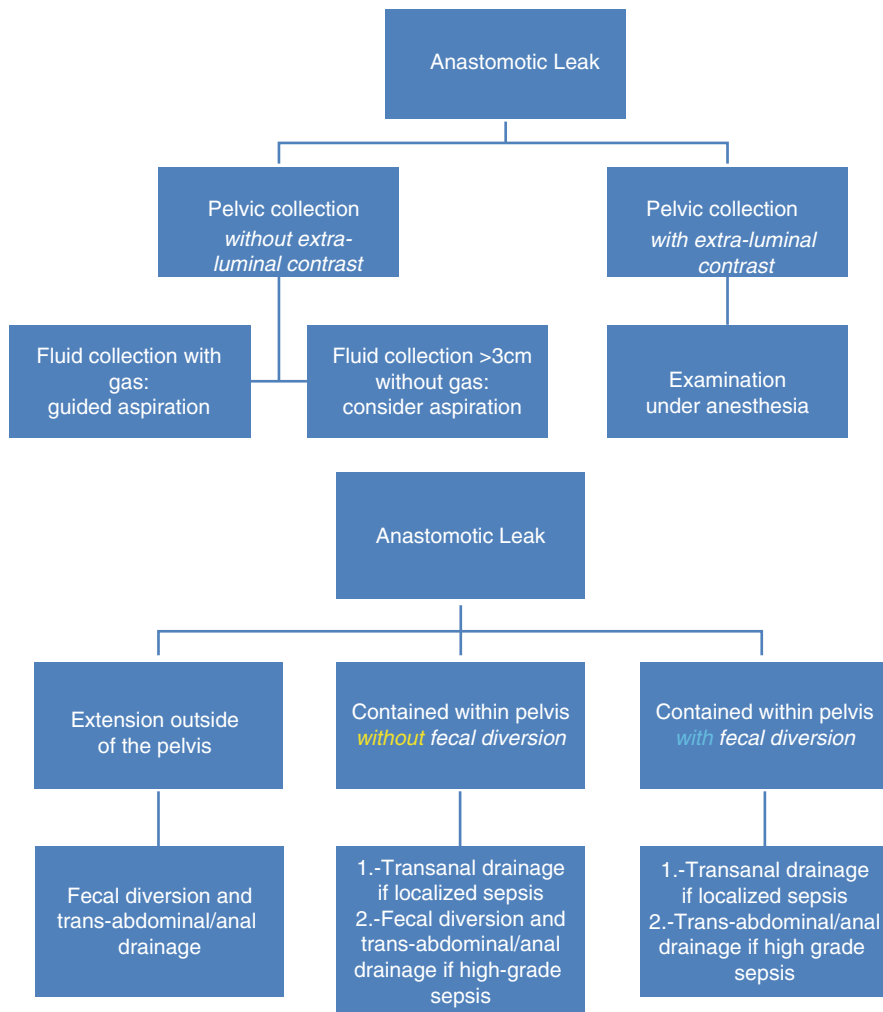 Anastomotic Leak
Pelvic collection
without extra-
luminal contrast
Pelvic collection
with extra-luminal
contrast
Fluid collection with
gas:
guided aspiration
Fluid collection >3cm
without gas:
consider aspiration
Examination
under anesthesia
Anastomotic Leak
Extension outside
of the pelvis
Contained within pelvis
without fecal diversion
Contained within pelvis
with fecal diversion
Fecal diversion and
trans-abdominal/anal
drainage
1.-Transanal drainage
if localized sepsis
2.-Fecal diversion and
trans-abdominal/anal
drainage if high-grade
sepsis
1.-Transanal drainage
if localized sepsis
2.-Trans-abdominal/anal
drainage if high grade
sepsis